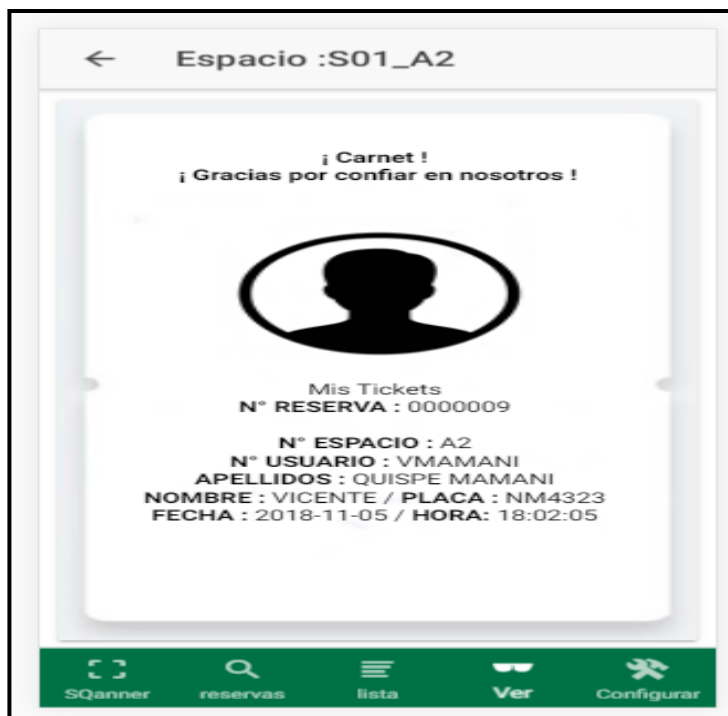 Espacio :S01_A2
¡ Carnet !
¡ Gracias por confiar en nosotros !
Mis Tickets
N° RESERVA : 0000009
N° ESPACIO : A2
N° USUARIO : VMAMANI
APELLIDOS : QUISPE MAMANI
NOMBRE : VICENTE / PLACA : NM4323
FECHA : 2018-11-05 / HORA: 18:02:05
SQanner reservas lista Ver Configurar